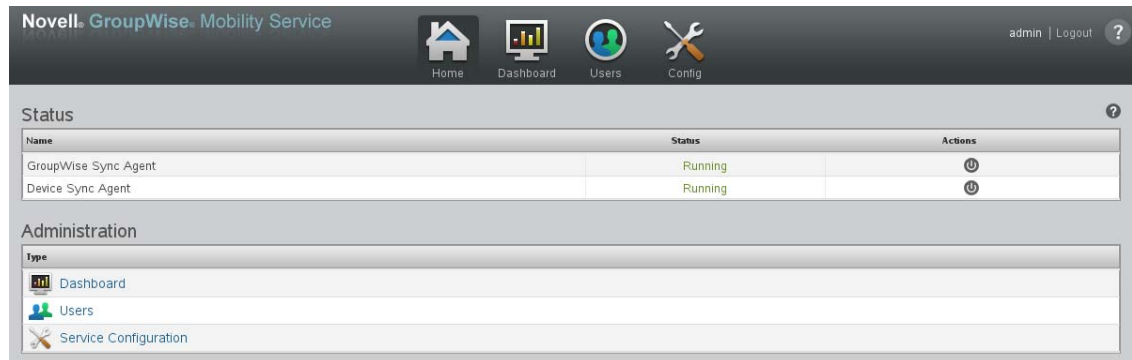 Novell® GroupWise® Mobility Service
Home Dashboard Users Config
admin | Logout ?
Status ?
Name Status Actions
GroupWise Sync Agent Running
Device Sync Agent Running
Administration
Type
Dashboard
Users
Service Configuration